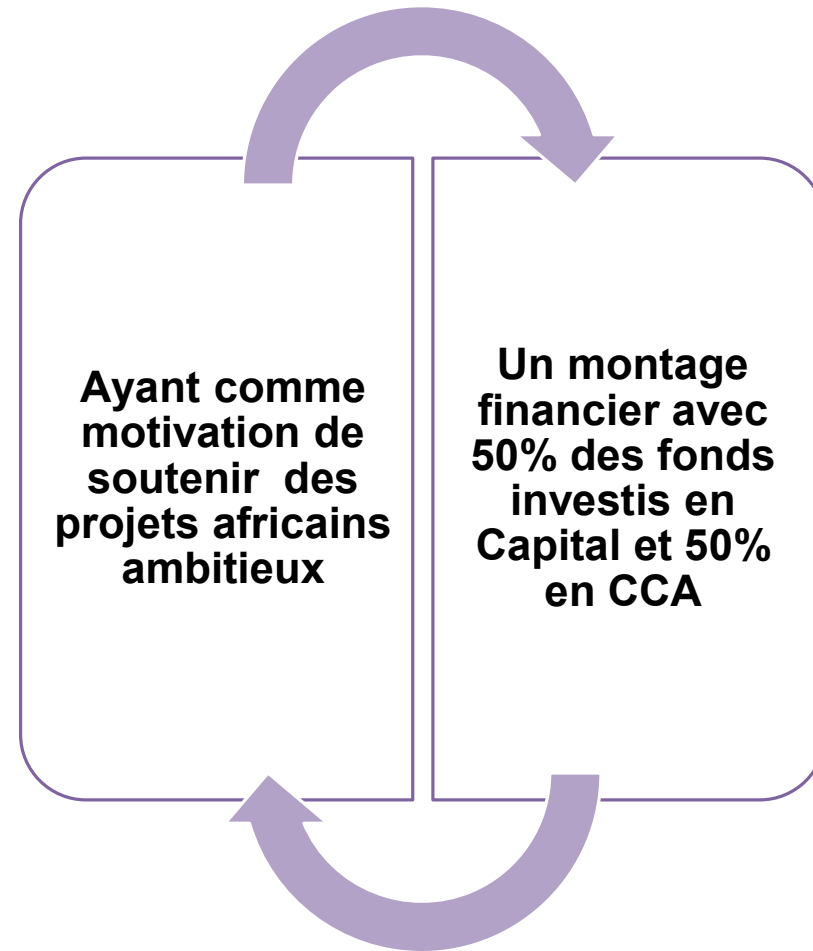 Ayant comme
motivation de
soutenir  des
projets africains
ambitieux
Un montage
financier avec
50% des fonds
investis en
Capital et 50%
en CCA